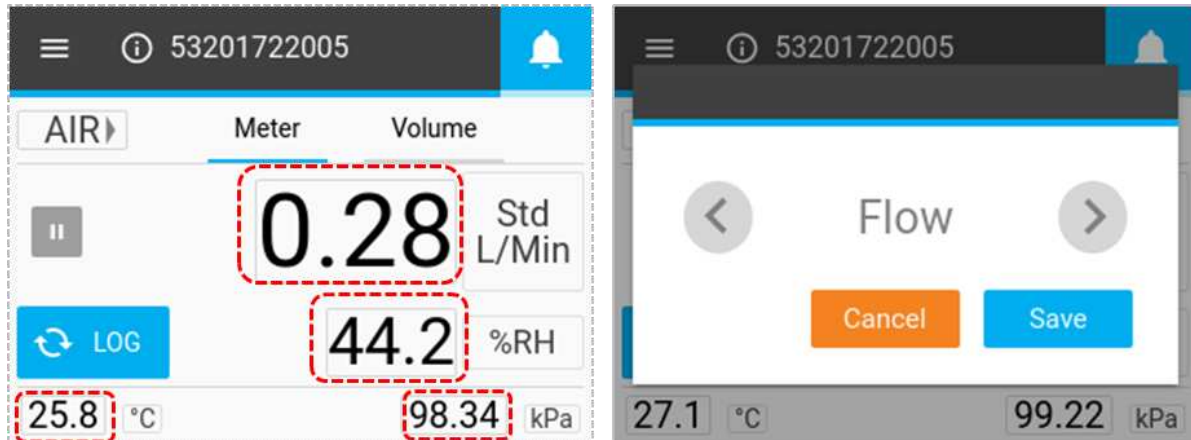 53201722005
AIR Meter Volume
0.28 Std L/Min
LOG 44.2 %RH
25.8 °C 98.34 kPa
53201722005
Flow
Cancel Save
27.1 °C 99.22 kPa